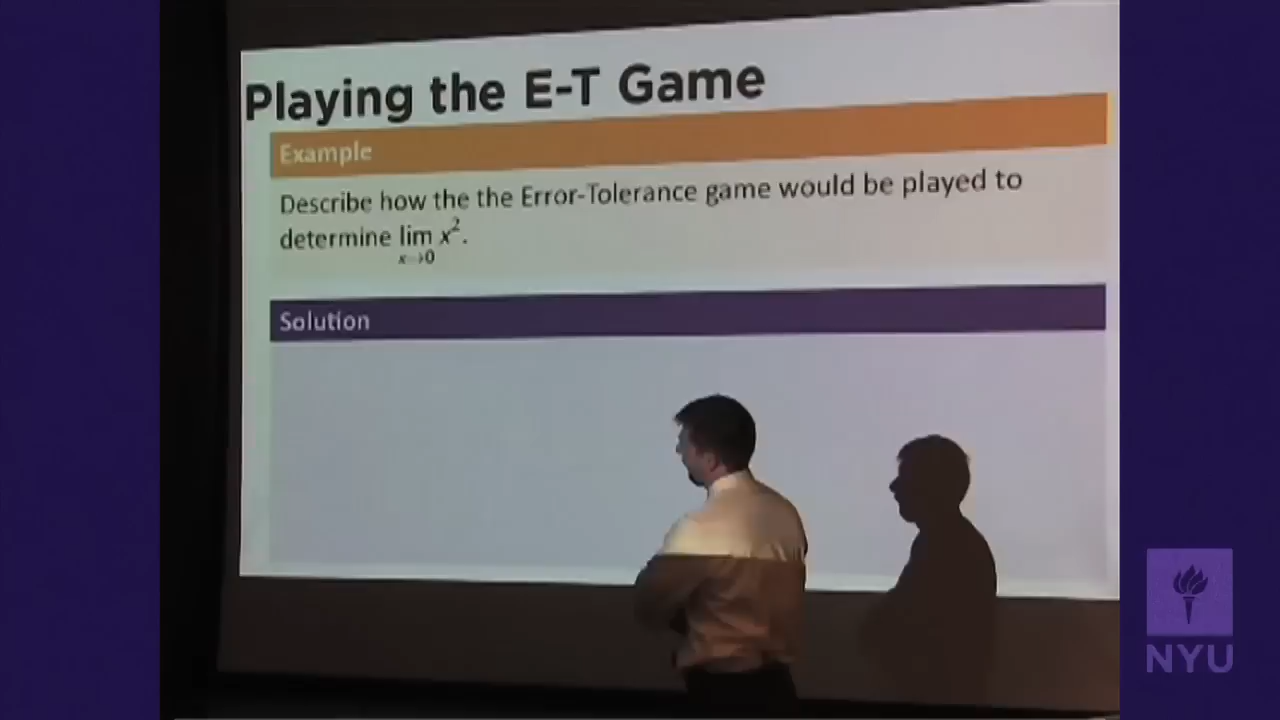 Playing the E-T Game
Example
Describe how the the Error-Tolerance game would be played to
determine lim x².
x→0
Solution
NYU